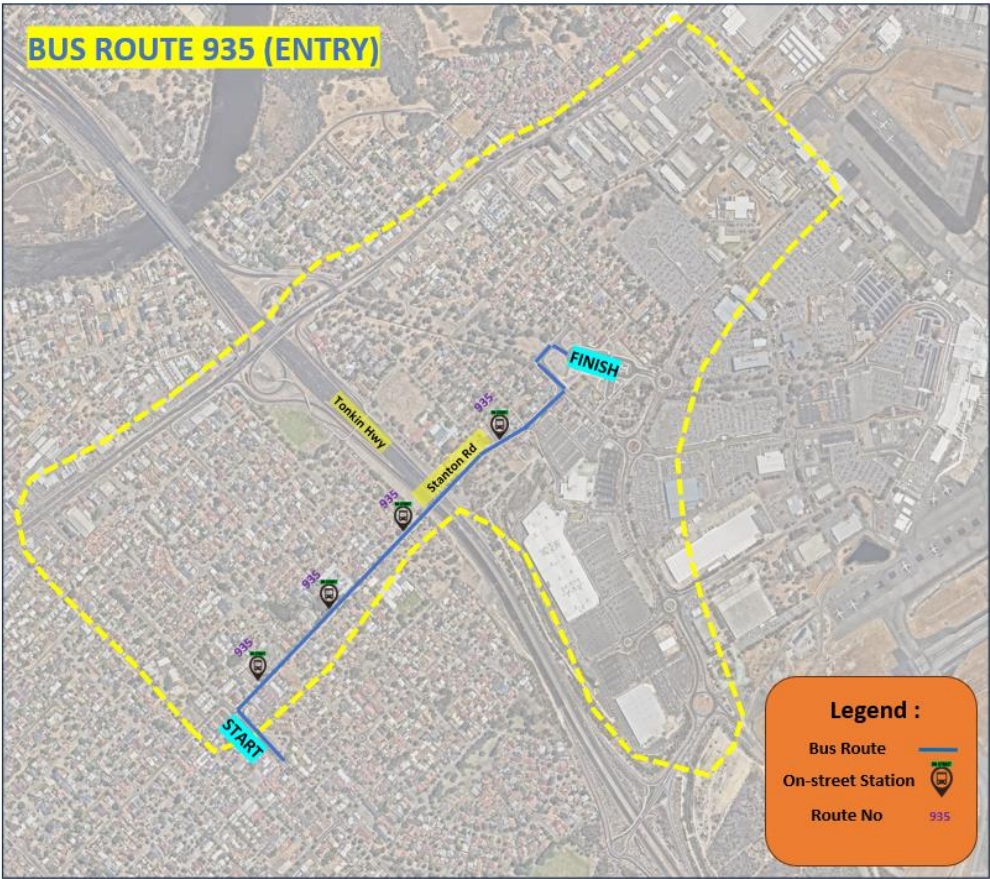 BUS ROUTE 935 (ENTRY)
FINISH
935
Tonkin Hwy
Stanton Rd
935
935
935
START
Legend :
Bus Route
On-street Station
Route No 935